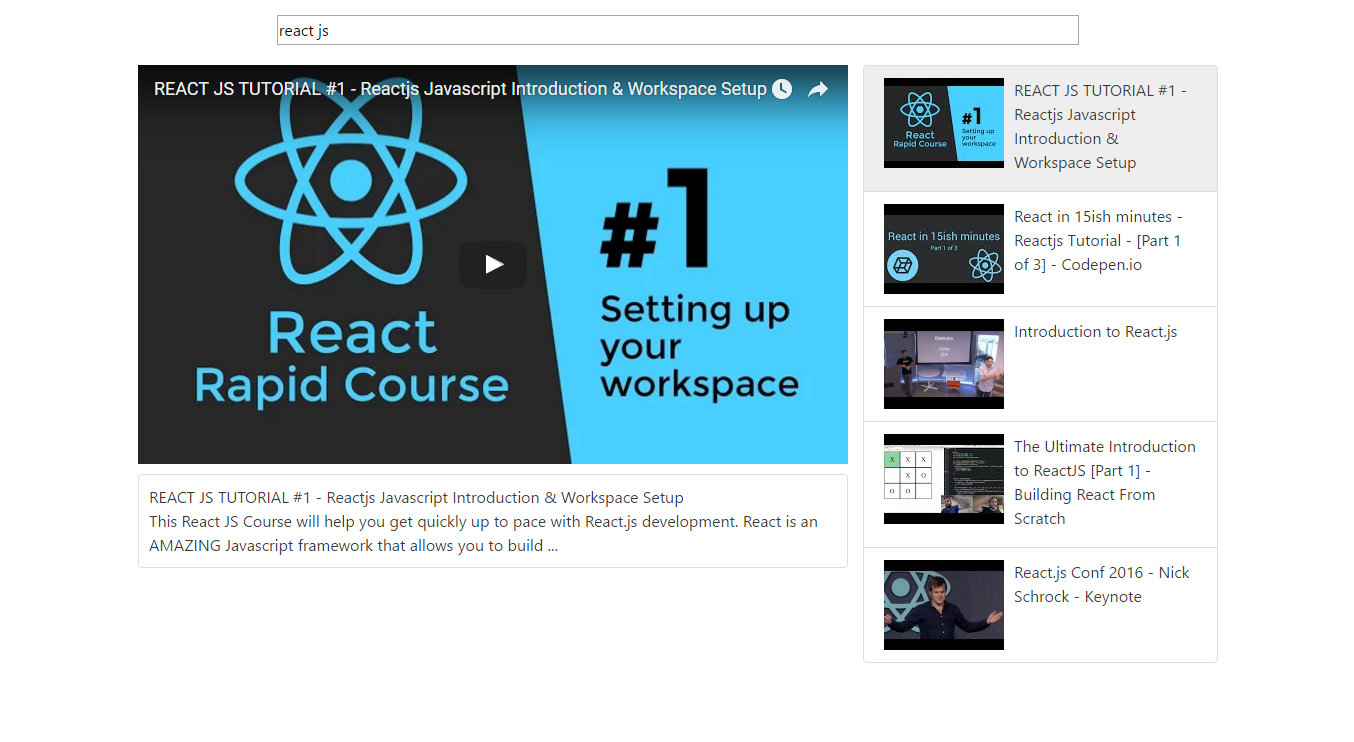 react js
REACT JS TUTORIAL #1 - Reactjs Javascript Introduction & Workspace Setup
#1
React
Rapid Course
Setting up
your
workspace
REACT JS TUTORIAL #1 - Reactjs Javascript Introduction & Workspace Setup
This React JS Course will help you get quickly up to pace with React.js development. React is an
AMAZING Javascript framework that allows you to build ...
#1
React
Rapid Course
Setting up
your
workspace
REACT JS TUTORIAL #1 -
Reactjs Javascript
Introduction &
Workspace Setup
React in 15ish minutes
Part 1 of 3
React in 15ish minutes -
Reactjs Tutorial - [Part 1
of 3] - Codepen.io
thank you.
Introduction to React.js
X X X
X O
O O
The Ultimate Introduction
to ReactJS [Part 1] -
Building React From
Scratch
React.js Conf 2016 - Nick
Schrock - Keynote